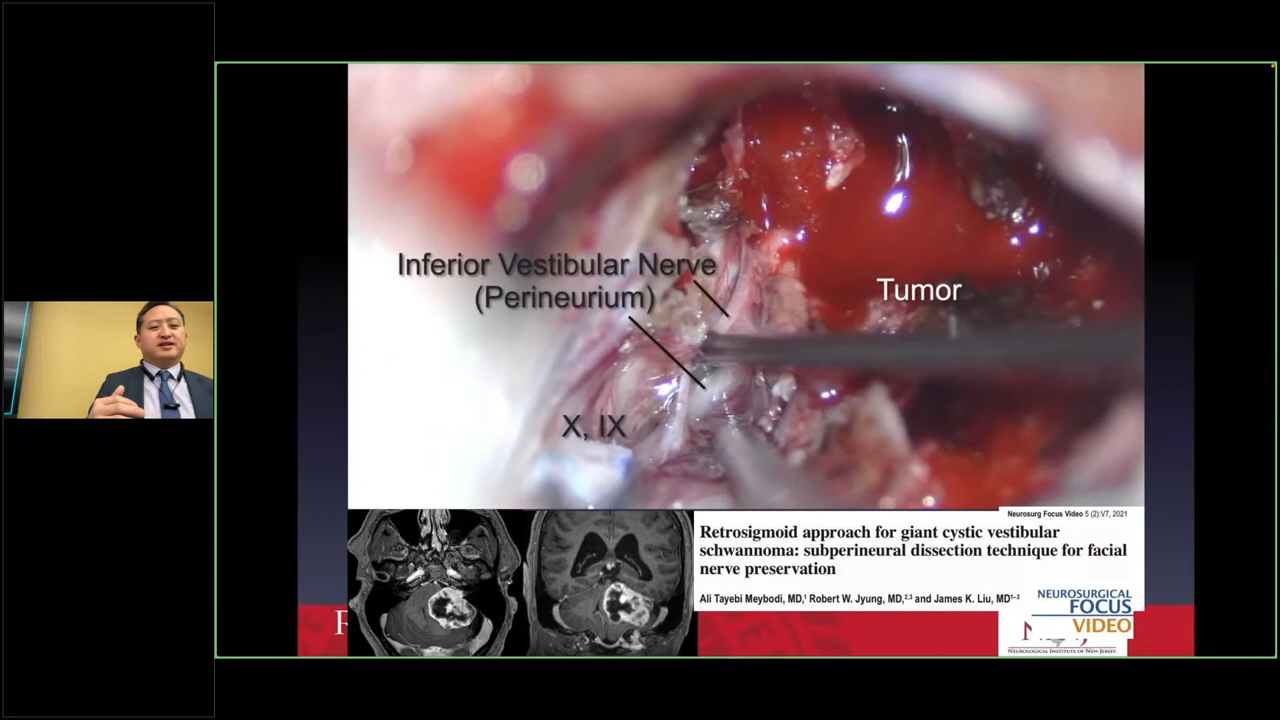 Inferior Vestibular Nerve
(Perineurium)
Tumor
X, IX
Neurosurg Focus Video 5 (2):V7, 2021
Retrosigmoid approach for giant cystic vestibular
schwannoma: subperineural dissection technique for facial
nerve preservation
Ali Tayebi Meybodi, MD,¹ Robert W. Jyung, MD,²,³ and James K. Liu, MD¹⁻³
NEUROSURGICAL
FOCUS
VIDEO
R
N
NEUROLOGICAL INSTITUTE OF NEW JERSEY